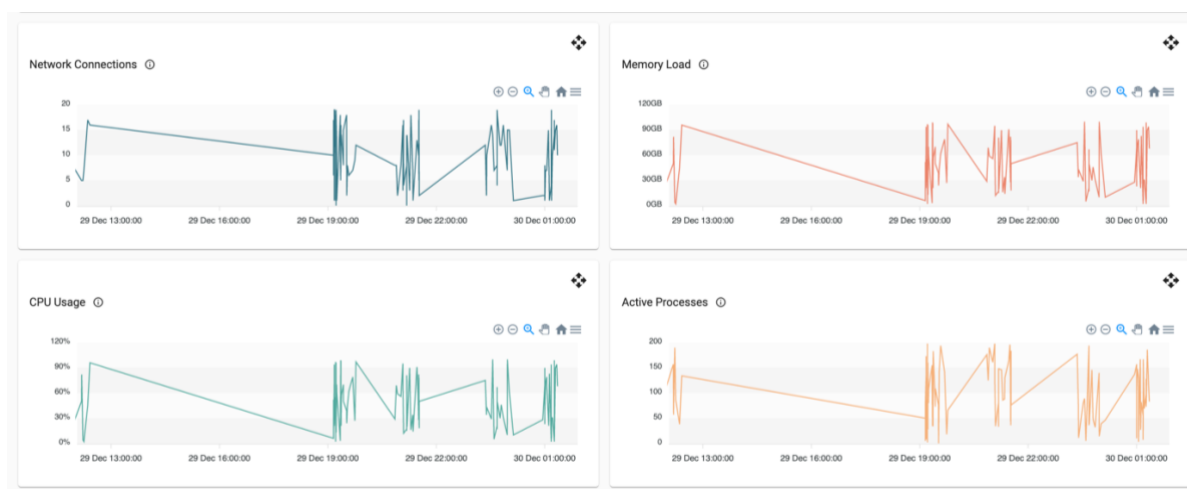 Network Connections
20
15
10
5
0
29 Dec 13:00:00 29 Dec 16:00:00 29 Dec 19:00:00 29 Dec 22:00:00 30 Dec 01:00:00
Memory Load
120GB
90GB
60GB
30GB
0GB
29 Dec 13:00:00 29 Dec 16:00:00 29 Dec 19:00:00 29 Dec 22:00:00 30 Dec 01:00:00
CPU Usage
120%
90%
60%
30%
0%
29 Dec 13:00:00 29 Dec 16:00:00 29 Dec 19:00:00 29 Dec 22:00:00 30 Dec 01:00:00
Active Processes
200
150
100
50
0
29 Dec 13:00:00 29 Dec 16:00:00 29 Dec 19:00:00 29 Dec 22:00:00 30 Dec 01:00:00